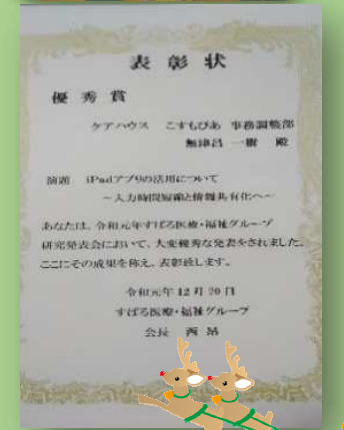 表彰状
優秀賞
ケアハウス こすもぴあ 事務調整部
一樹 殿
演題 iPadアプリの活用について
～入力時間短縮と情報共有化へ～
あなたは、令和元年すばる医療・福祉グループ
研究発表会において、大変優秀な発表をされました。
ここにその成果を称え、表彰致します。
令和元年12月20日
すばる医療・福祉グループ
会長 西 昂